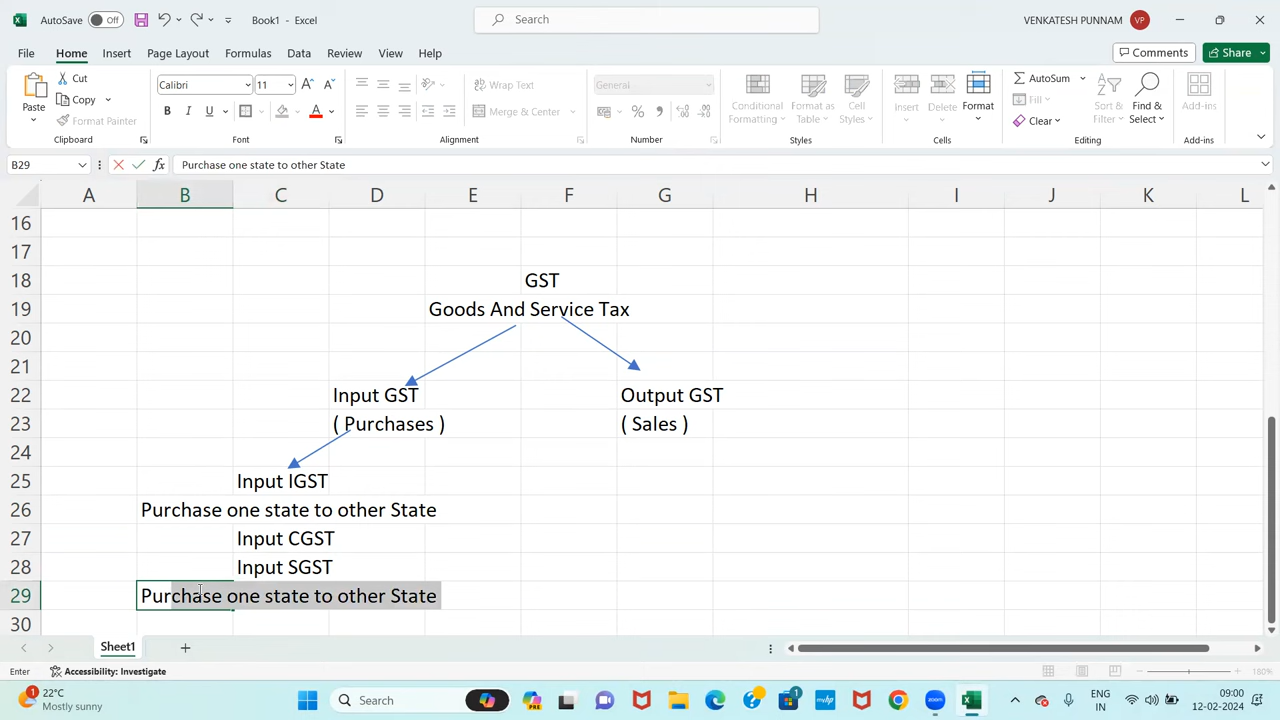 AutoSave Off Book1 - Excel Search VENKATESH PUNNAM VP
File Home Insert Page Layout Formulas Data Review View Help Comments Share
Paste Cut Copy Format Painter Clipboard
Calibri 11 B I U A Font
Wrap Text Merge & Center Alignment
General % , Number
Conditional Formatting Format as Table Cell Styles Styles
Insert Delete Format Cells
AutoSum Fill Clear Sort & Filter Find & Select Editing
Add-ins Add-ins
B29 fx Purchase one state to other State
A B C D E F G H I J K L
16
17
18 GST
19 Goods And Service Tax
20
21
22 Input GST Output GST
23 ( Purchases ) ( Sales )
24
25 Input IGST
26 Purchase one state to other State
27 Input CGST
28 Input SGST
29 Purchase one state to other State
30
Sheet1
Enter Accessibility: Investigate 180%
1 22°C Mostly sunny Search 1 ENG IN 09:00 12-02-2024